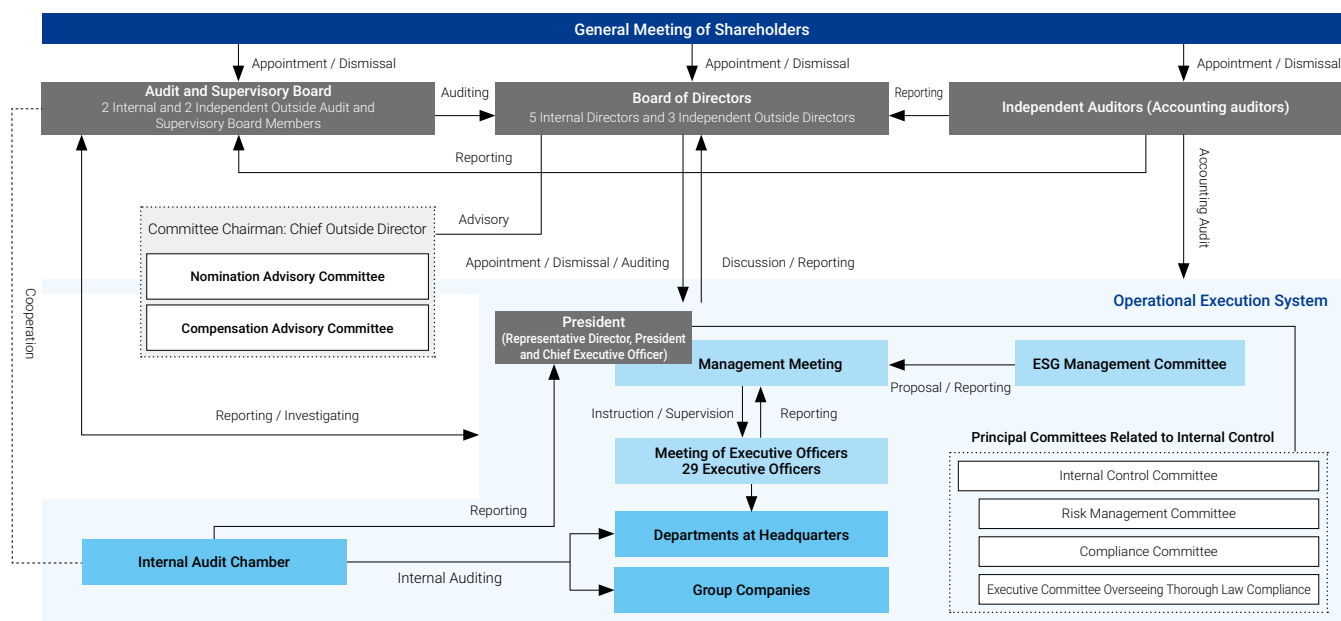 General Meeting of Shareholders
Appointment / Dismissal
Appointment / Dismissal
Appointment / Dismissal
Audit and Supervisory Board
2 Internal and 2 Independent Outside Audit and
Supervisory Board Members
Auditing
Board of Directors
5 Internal Directors and 3 Independent Outside Directors
Reporting
Independent Auditors (Accounting auditors)
Reporting
Accounting Audit
Committee Chairman: Chief Outside Director
Advisory
Nomination Advisory Committee
Compensation Advisory Committee
Appointment / Dismissal / Auditing
Discussion / Reporting
Cooperation
Operational Execution System
President
(Representative Director, President
and Chief Executive Officer)
Management Meeting
ESG Management Committee
Proposal / Reporting
Reporting / Investigating
Instruction / Supervision
Reporting
Principal Committees Related to Internal Control
Meeting of Executive Officers
29 Executive Officers
Internal Control Committee
Risk Management Committee
Compliance Committee
Executive Committee Overseeing Thorough Law Compliance
Reporting
Departments at Headquarters
Internal Audit Chamber
Internal Auditing
Group Companies